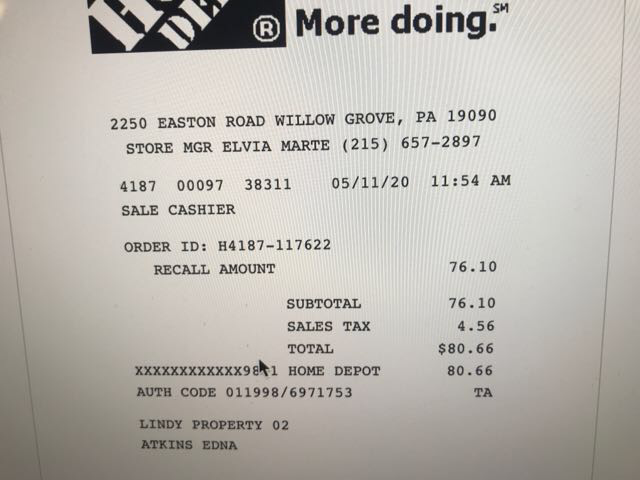 ® More doing.℠
2250 EASTON ROAD WILLOW GROVE, PA 19090
STORE MGR ELVIA MARTE (215) 657-2897
4187 00097 38311 05/11/20 11:54 AM
SALE CASHIER
ORDER ID: H4187-117622
RECALL AMOUNT 76.10
SUBTOTAL 76.10
SALES TAX 4.56
TOTAL $80.66
HOME DEPOT 80.66
AUTH CODE 011998/6971753 TA
LINDY PROPERTY 02
ATKINS EDNA